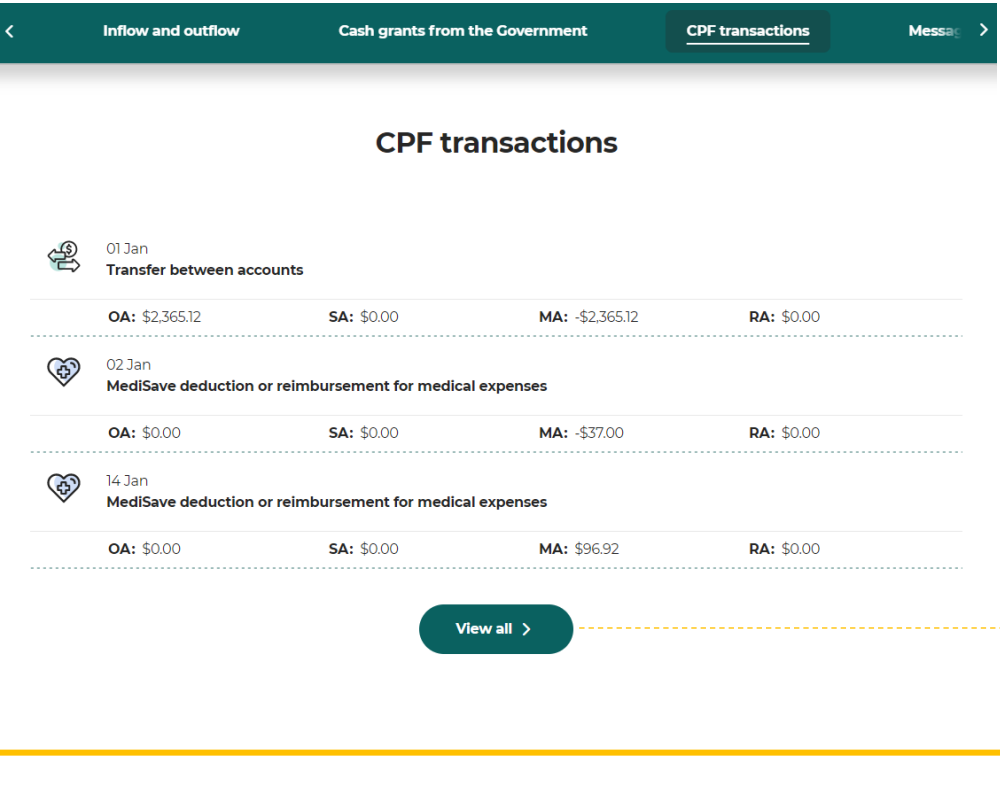 Inflow and outflow Cash grants from the Government CPF transactions Messag
CPF transactions
01 Jan
Transfer between accounts
OA: $2,365.12 SA: $0.00 MA: -$2,365.12 RA: $0.00
02 Jan
MediSave deduction or reimbursement for medical expenses
OA: $0.00 SA: $0.00 MA: -$37.00 RA: $0.00
14 Jan
MediSave deduction or reimbursement for medical expenses
OA: $0.00 SA: $0.00 MA: $96.92 RA: $0.00
View all